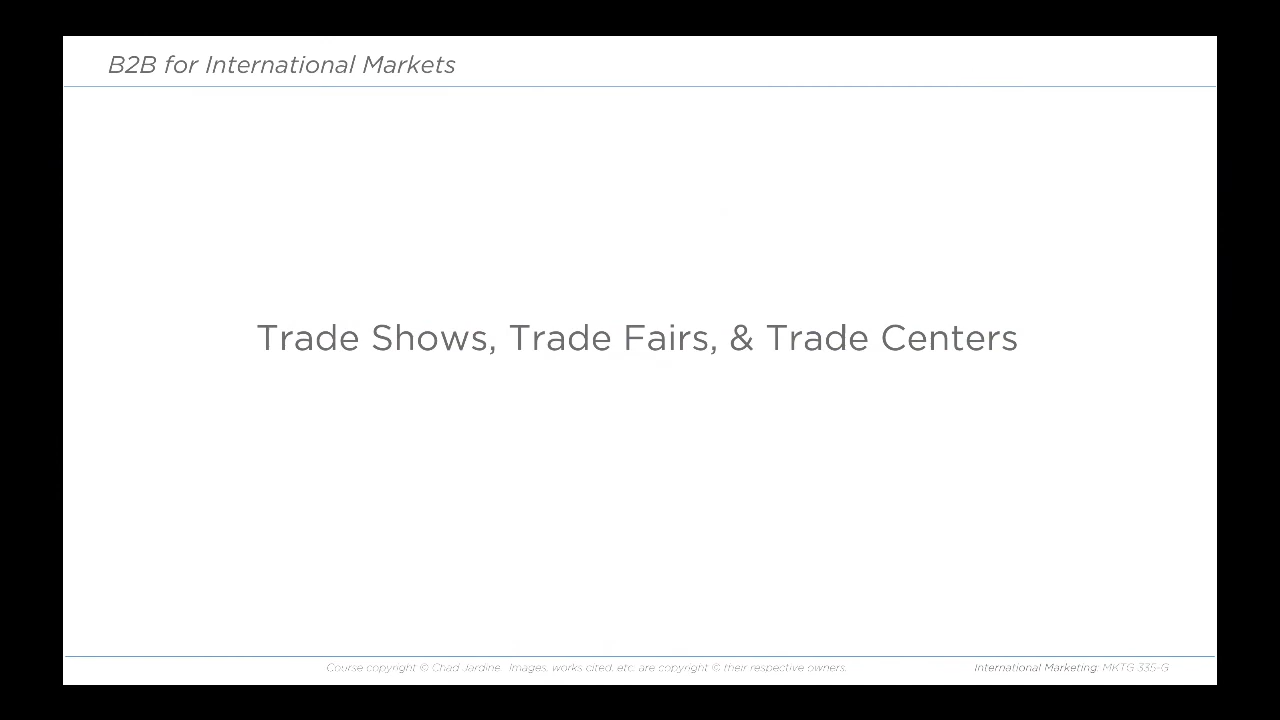 B2B for International Markets
Trade Shows, Trade Fairs, & Trade Centers
Course copyright © Chad Jardine. Images, works cited, etc. are copyright © their respective owners.
International Marketing: MKTG 335-G